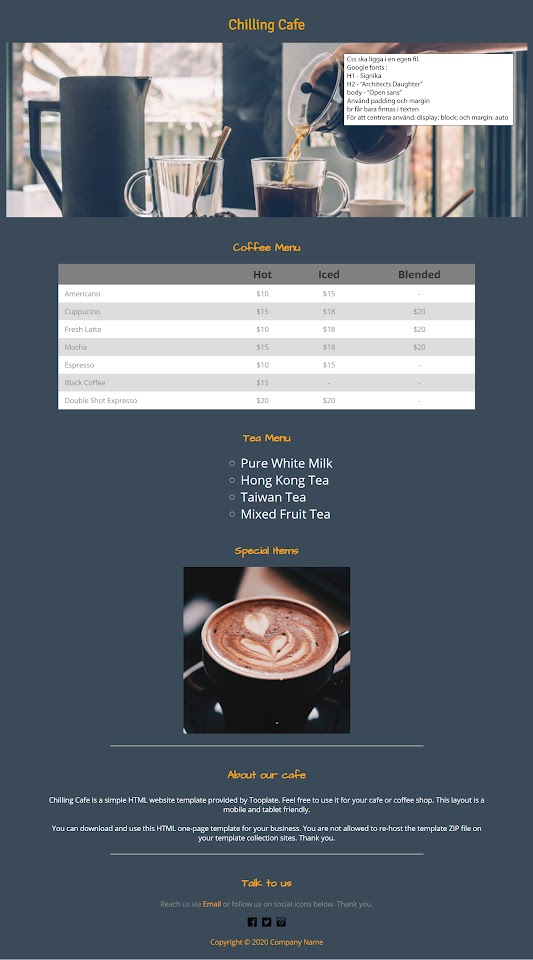 Chilling Cafe
Css ska ligga i en egen fil.
Google fonts :
H1 - Signika
H2 - "Architects Daughter"
body - "Open sans"
Använd padding och margin
br får bara finnas i texten
För att centrera använd: display: block; och margin: auto
Coffee Menu
Hot Iced Blended
Americano $10 $15 -
Cuppucino $15 $18 $20
Fresh Latte $10 $18 $20
Mocha $15 $18 $20
Espresso $10 $15 -
Black Coffee $15 - -
Double Shot Expresso $20 $20 -
Tea Menu
Pure White Milk
Hong Kong Tea
Taiwan Tea
Mixed Fruit Tea
Special Items
About our cafe
Chilling Cafe is a simple HTML website template provided by Tooplate. Feel free to use it for your cafe or coffee shop. This layout is a
mobile and tablet friendly.
You can download and use this HTML one-page template for your business. You are not allowed to re-host the template ZIP file on
your template collection sites. Thank you.
Talk to us
Reach us via Email or follow us on social icons below. Thank you.
Copyright © 2020 Company Name